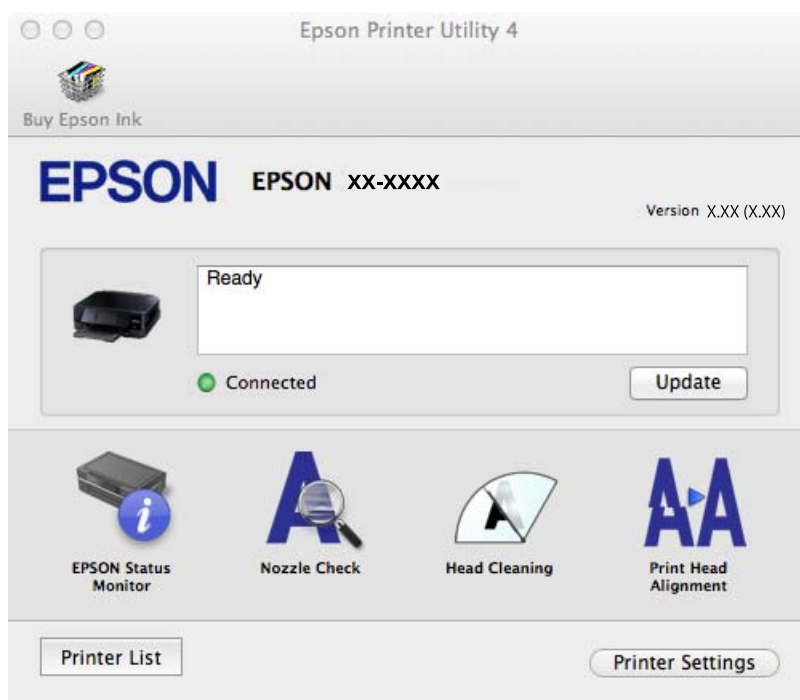 Epson Printer Utility 4
Buy Epson Ink
EPSON
EPSON XX-XXXX
Version X.XX (X.XX)
Ready
Connected
Update
EPSON Status
Monitor
Nozzle Check
Head Cleaning
Print Head
Alignment
Printer List
Printer Settings